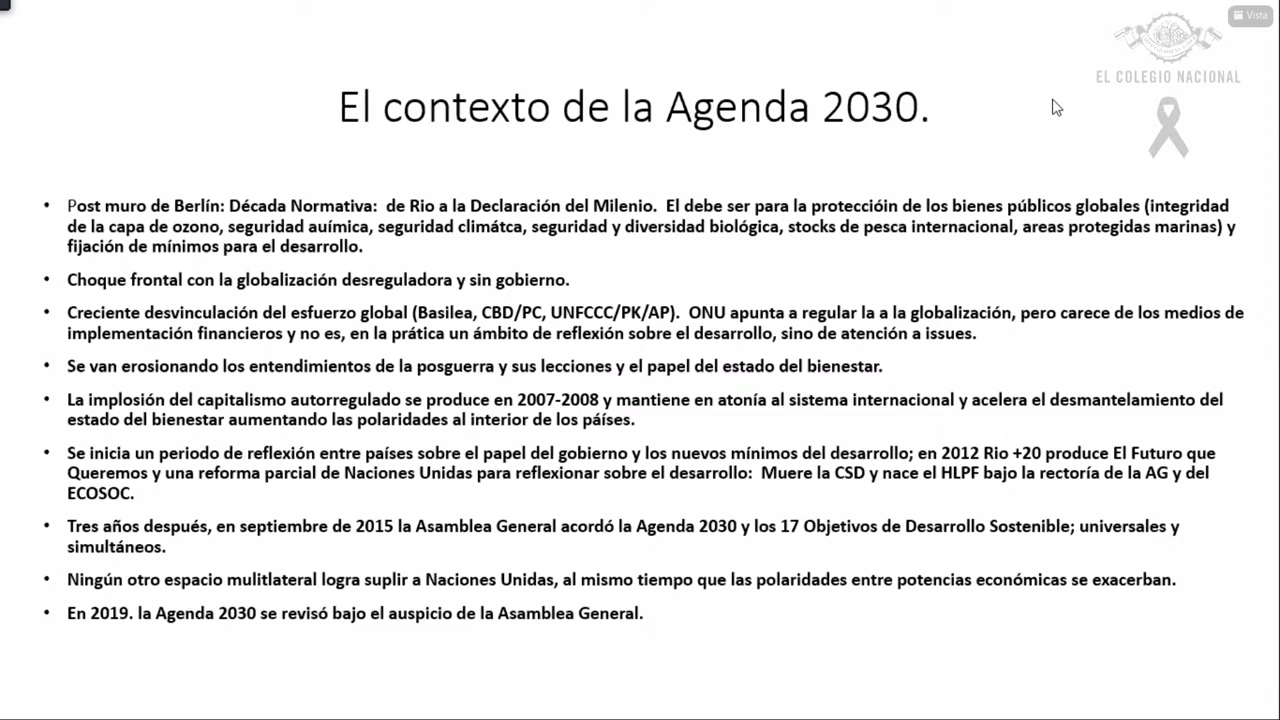 Vista
EL COLEGIO NACIONAL
El contexto de la Agenda 2030.
• Post muro de Berlín: Década Normativa: de Rio a la Declaración del Milenio. El debe ser para la proteccióin de los bienes públicos globales (integridad
de la capa de ozono, seguridad auímica, seguridad climátca, seguridad y diversidad biológica, stocks de pesca internacional, areas protegidas marinas) y
fijación de mínimos para el desarrollo.
• Choque frontal con la globalización desreguladora y sin gobierno.
• Creciente desvinculación del esfuerzo global (Basilea, CBD/PC, UNFCCC/PK/AP). ONU apunta a regular la a la globalización, pero carece de los medios de
implementación financieros y no es, en la prática un ámbito de reflexión sobre el desarrollo, sino de atención a issues.
• Se van erosionando los entendimientos de la posguerra y sus lecciones y el papel del estado del bienestar.
• La implosión del capitalismo autorregulado se produce en 2007-2008 y mantiene en atonía al sistema internacional y acelera el desmantelamiento del
estado del bienestar aumentando las polaridades al interior de los países.
• Se inicia un periodo de reflexión entre países sobre el papel del gobierno y los nuevos mínimos del desarrollo; en 2012 Rio +20 produce El Futuro que
Queremos y una reforma parcial de Naciones Unidas para reflexionar sobre el desarrollo: Muere la CSD y nace el HLPF bajo la rectoría de la AG y del
ECOSOC.
• Tres años después, en septiembre de 2015 la Asamblea General acordó la Agenda 2030 y los 17 Objetivos de Desarrollo Sostenible; universales y
simultáneos.
• Ningún otro espacio mulitlateral logra suplir a Naciones Unidas, al mismo tiempo que las polaridades entre potencias económicas se exacerban.
• En 2019. la Agenda 2030 se revisó bajo el auspicio de la Asamblea General.